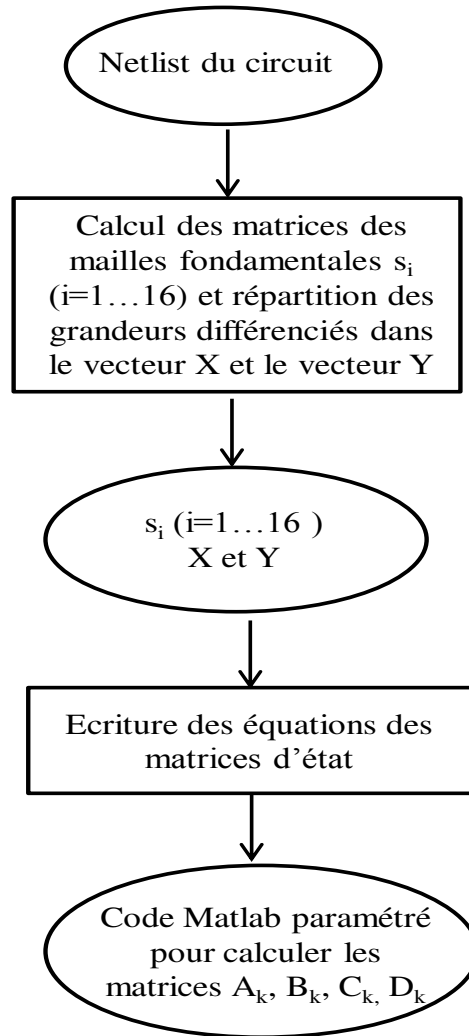 Netlist du circuit
Calcul des matrices des
mailles fondamentales sᵢ
(i=1…16) et répartition des
grandeurs différenciés dans
le vecteur X et le vecteur Y
sᵢ (i=1…16 )
X et Y
Ecriture des équations des
matrices d’état
Code Matlab paramétré
pour calculer les
matrices Aₖ, Bₖ, Cₖ, Dₖ